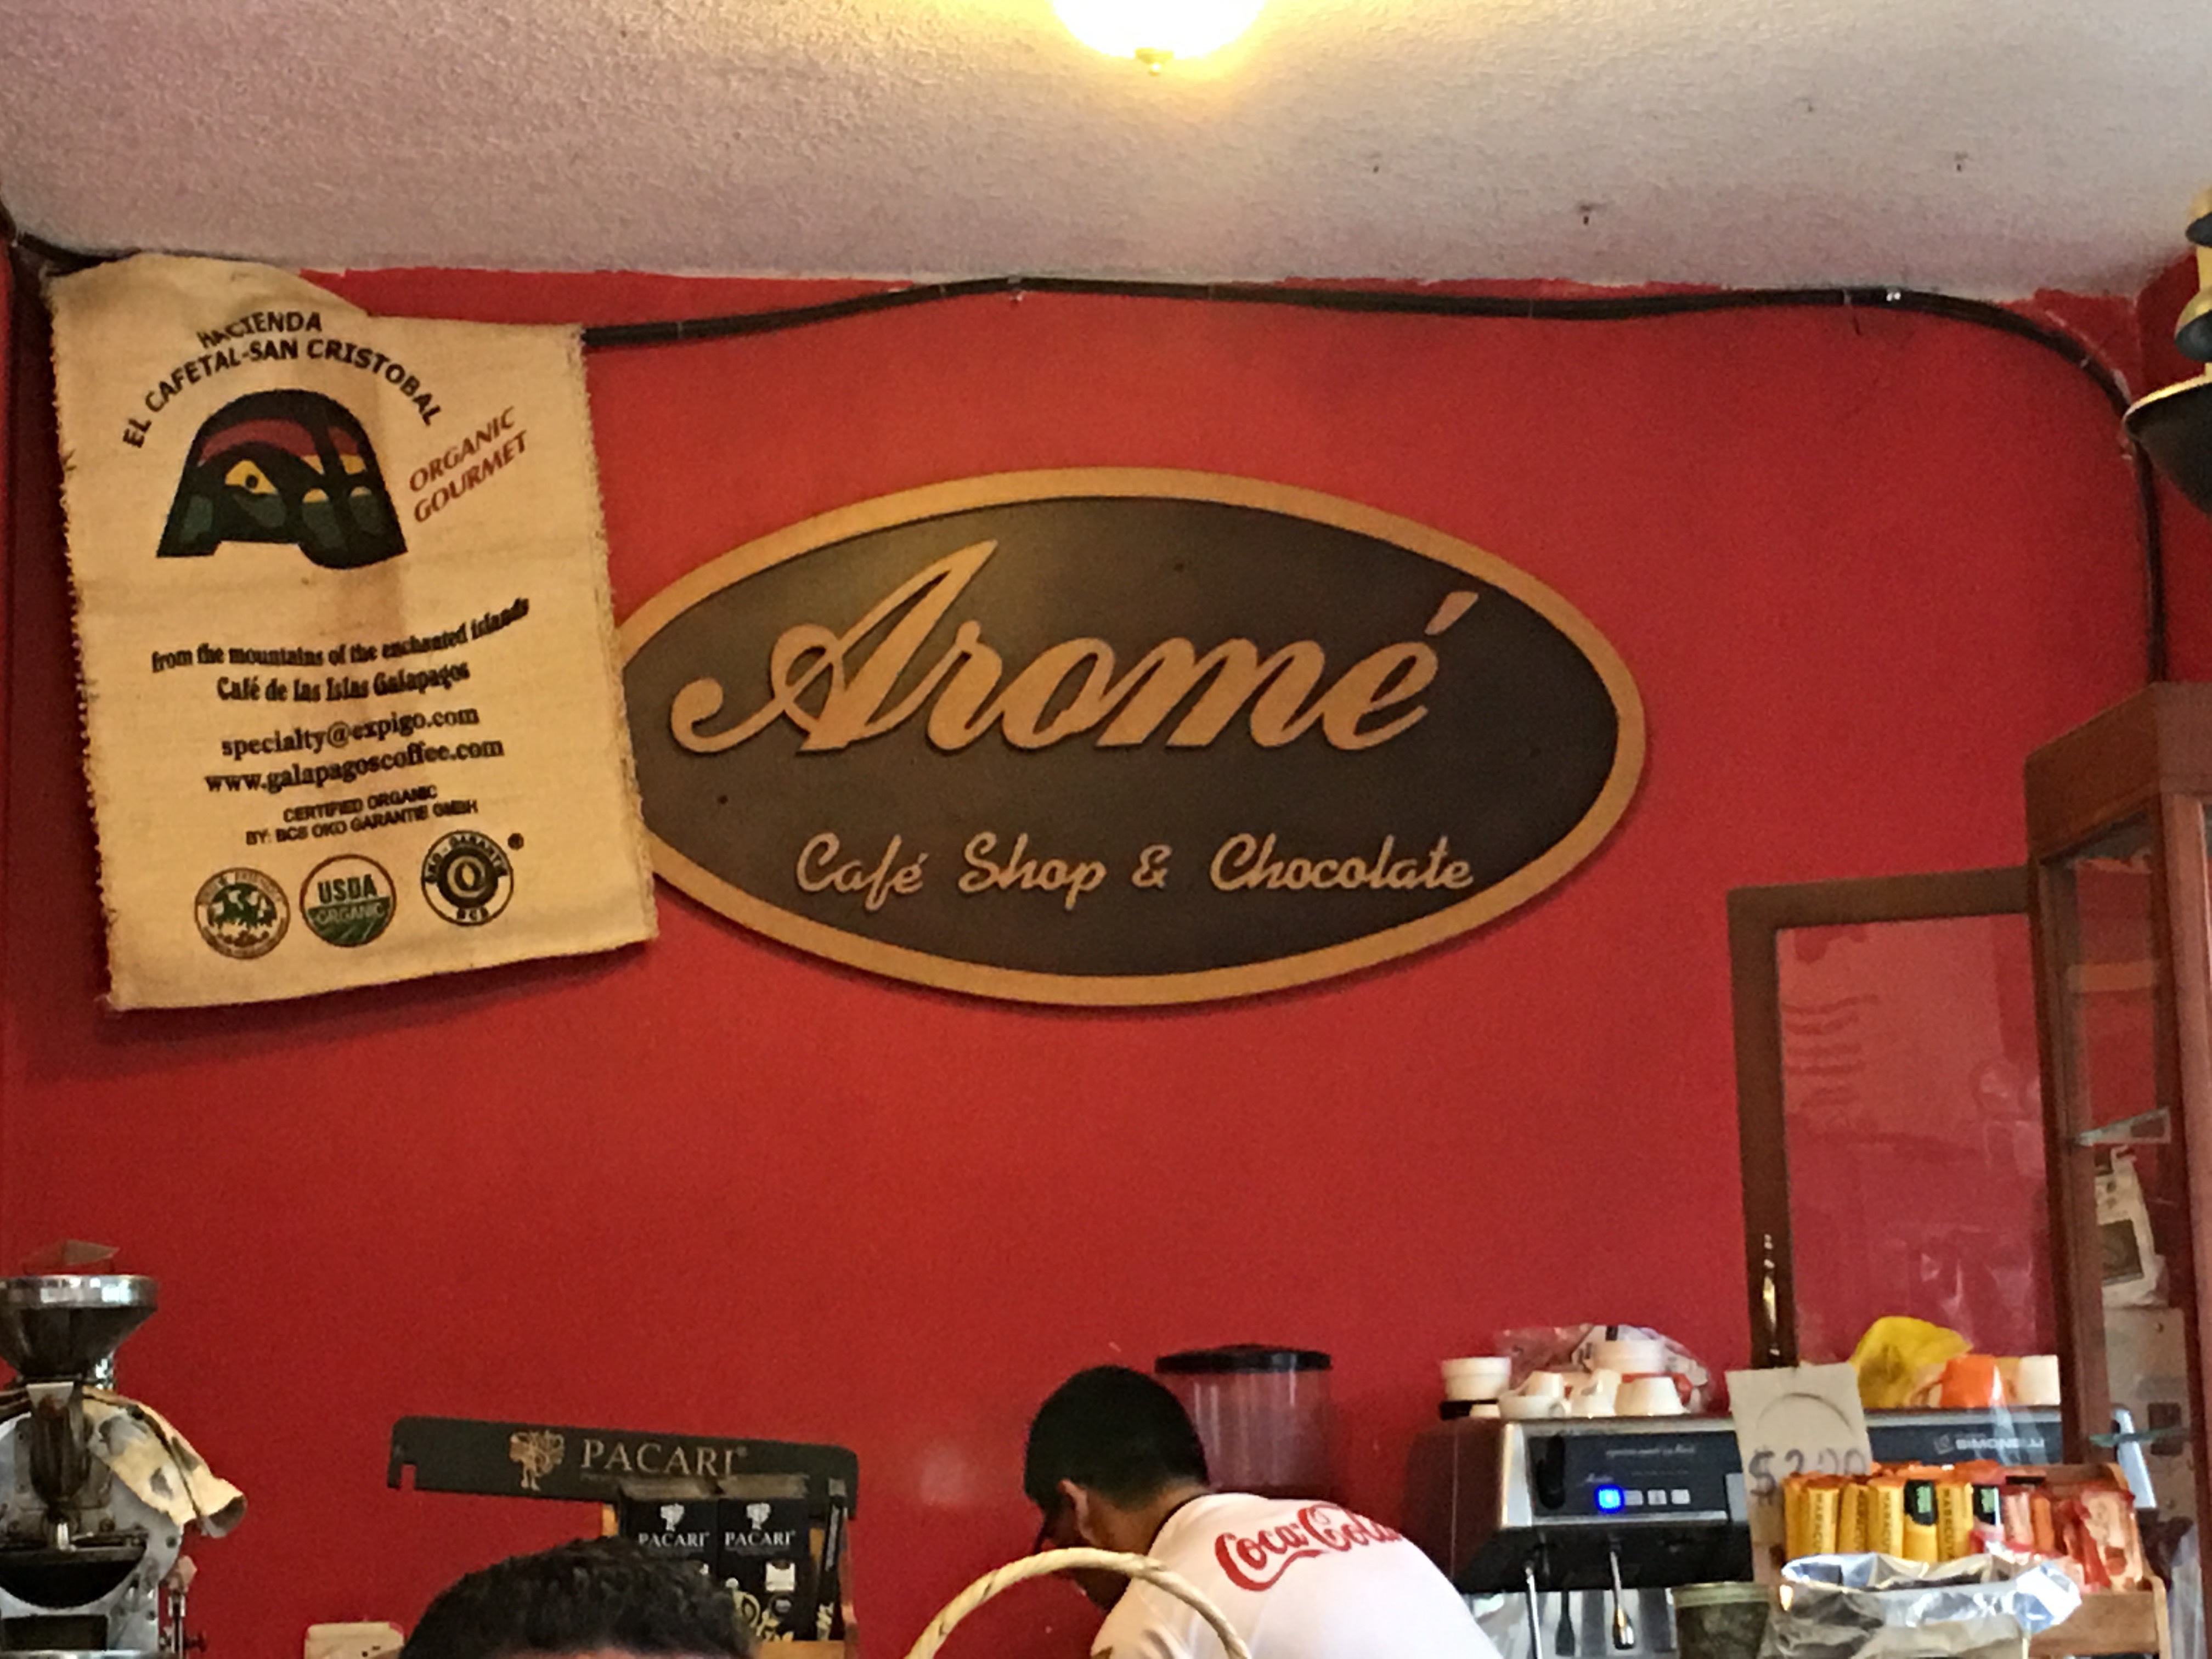 HACIENDA
EL CAFETAL-SAN CRISTOBAL
ORGANIC
GOURMET
from the mountains of the enchanted islands
Café de las Islas Galapagos
specialty@expigo.com
www.galapagoscoffee.com
CERTIFIED ORGANIC
BY: BCS OKO GARANTIE GMBH
USDA
ORGANIC
BCS
®
Aromé
Café Shop & Chocolate
PACARI®
PACARI®
PACARI®
Coca-Cola
SIMONELLI